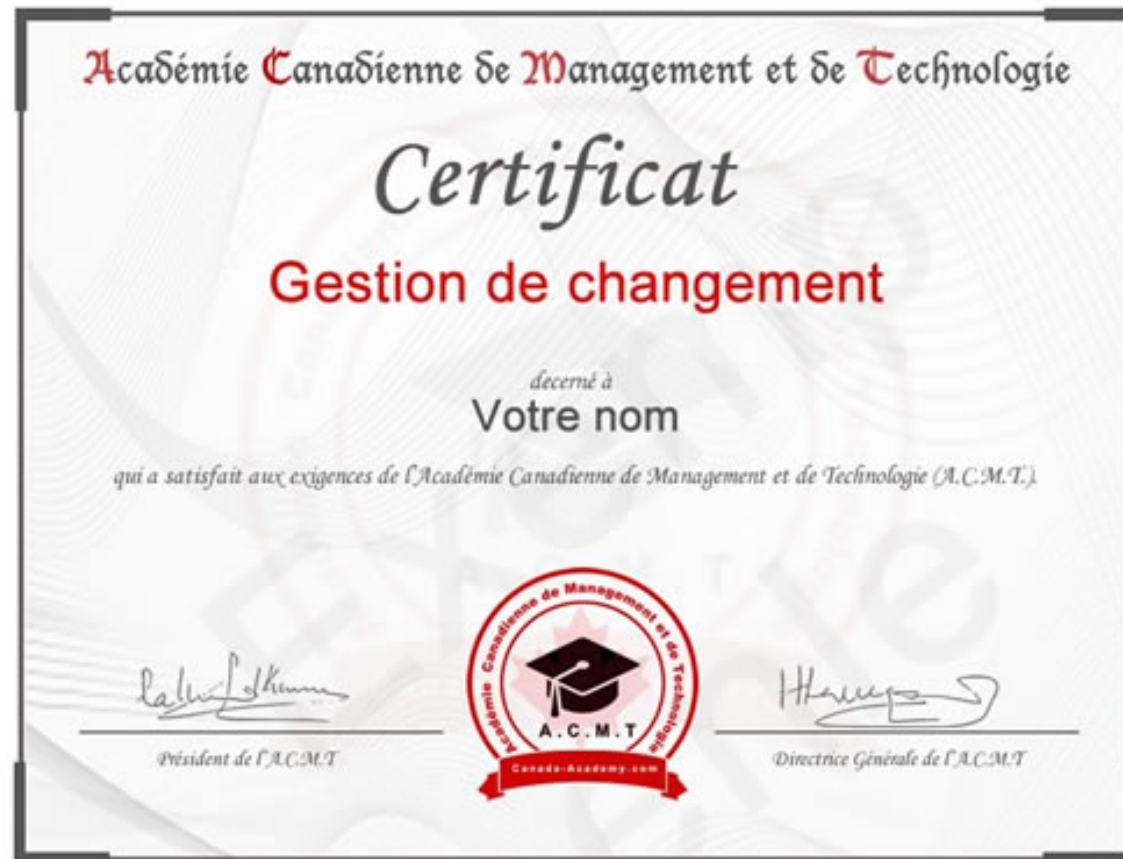 Académie Canadienne de Management et de Technologie
Certificat
Gestion de changement
decerné à
Votre nom
qui a satisfait aux exigences de l'Académie Canadienne de Management et de Technologie (A.C.M.T.).
Académie Canadienne de Management et de Technologie
A.C.M.T
Canada-Academy.com
Président de l'A.C.M.T
Directrice Générale de l'A.C.M.T